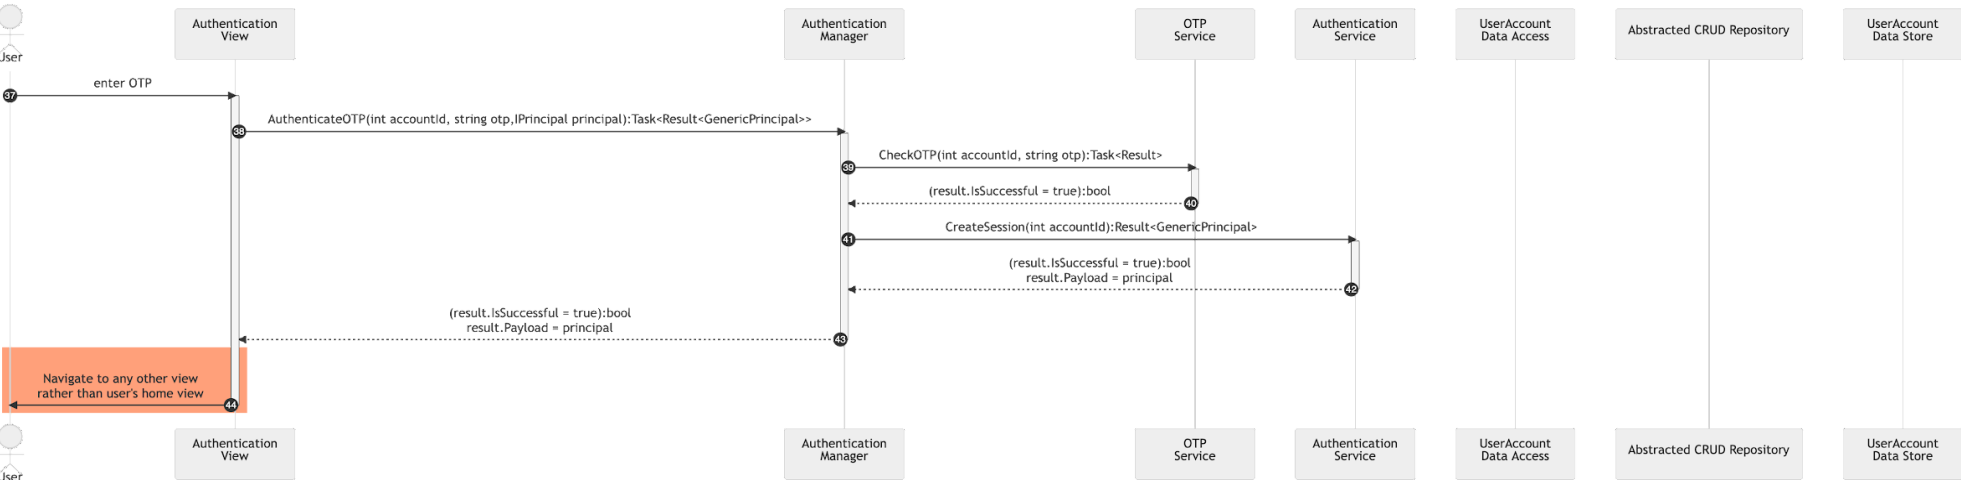 Authentication
View
Authentication
Manager
OTP
Service
Authentication
Service
UserAccount
Data Access
Abstracted CRUD Repository
UserAccount
Data Store
User
enter OTP
37
AuthenticateOTP(int accountId, string otp,IPrincipal principal):Task<Result<GenericPrincipal>>
38
CheckOTP(int accountId, string otp):Task<Result>
39
(result.IsSuccessful = true):bool
40
CreateSession(int accountId):Result<GenericPrincipal>
41
(result.IsSuccessful = true):bool
result.Payload = principal
42
(result.IsSuccessful = true):bool
result.Payload = principal
43
Navigate to any other view
rather than user's home view
44
Authentication
View
Authentication
Manager
OTP
Service
Authentication
Service
UserAccount
Data Access
Abstracted CRUD Repository
UserAccount
Data Store
User